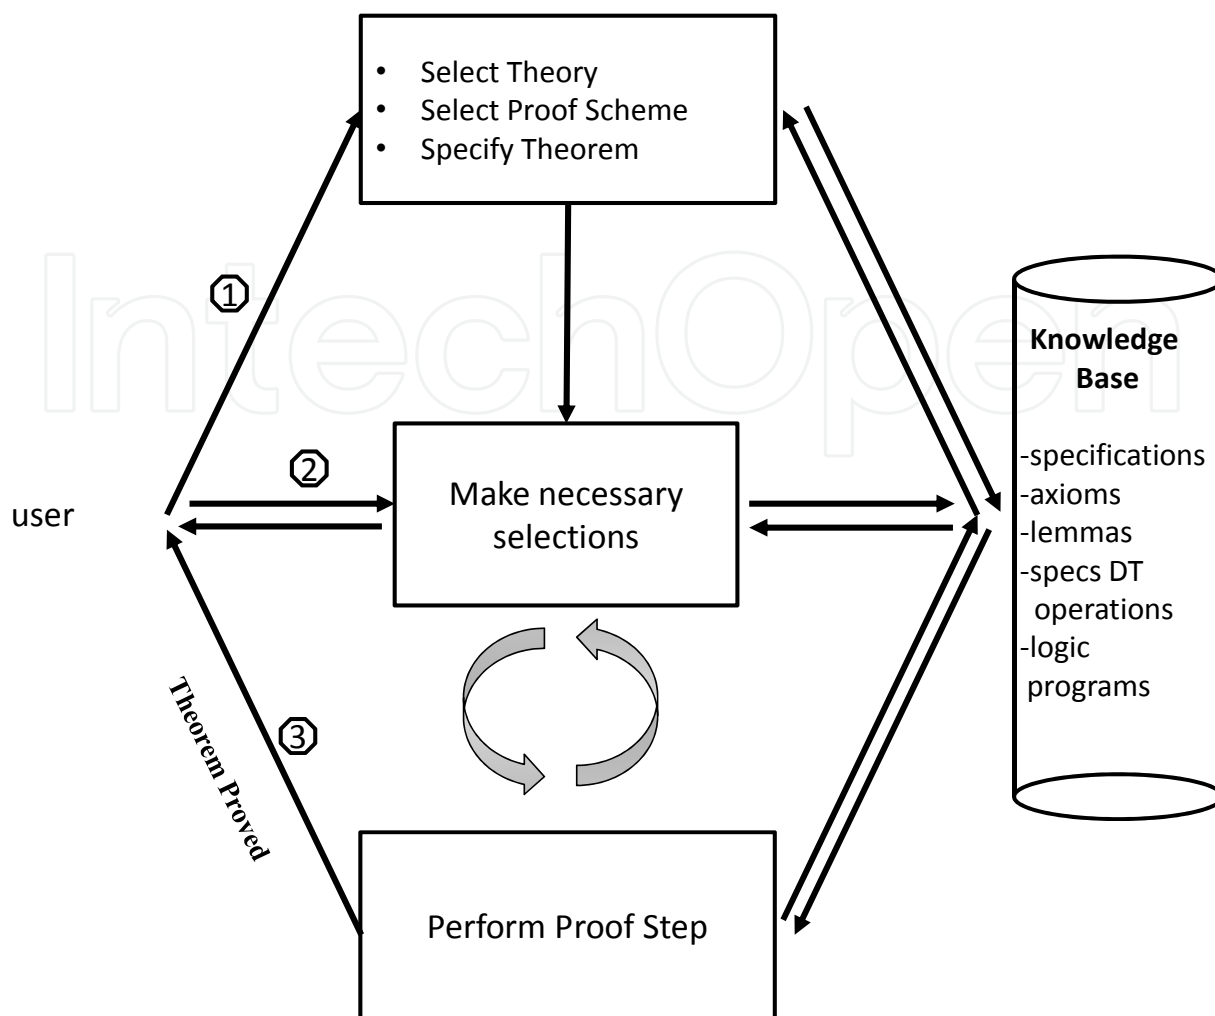 • Select Theory
• Select Proof Scheme
• Specify Theorem
IntechOpen
1
Knowledge
Base
2
-specifications
-axioms
-lemmas
-specs DT
operations
-logic
programs
Make necessary
selections
user
3
Theorem Proved
Perform Proof Step